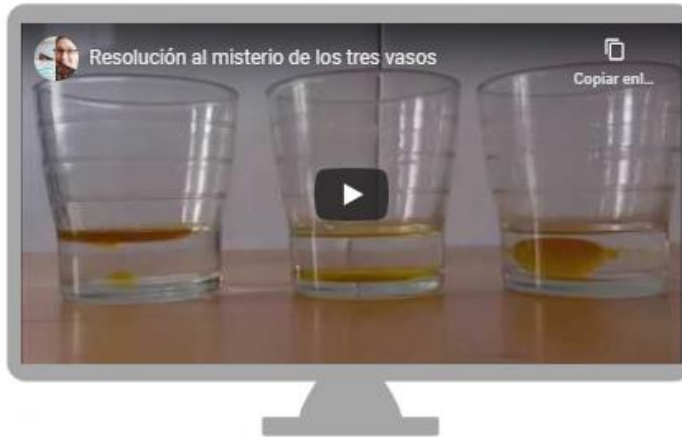 Resolución al misterio de los tres vasos
Copiar enl...